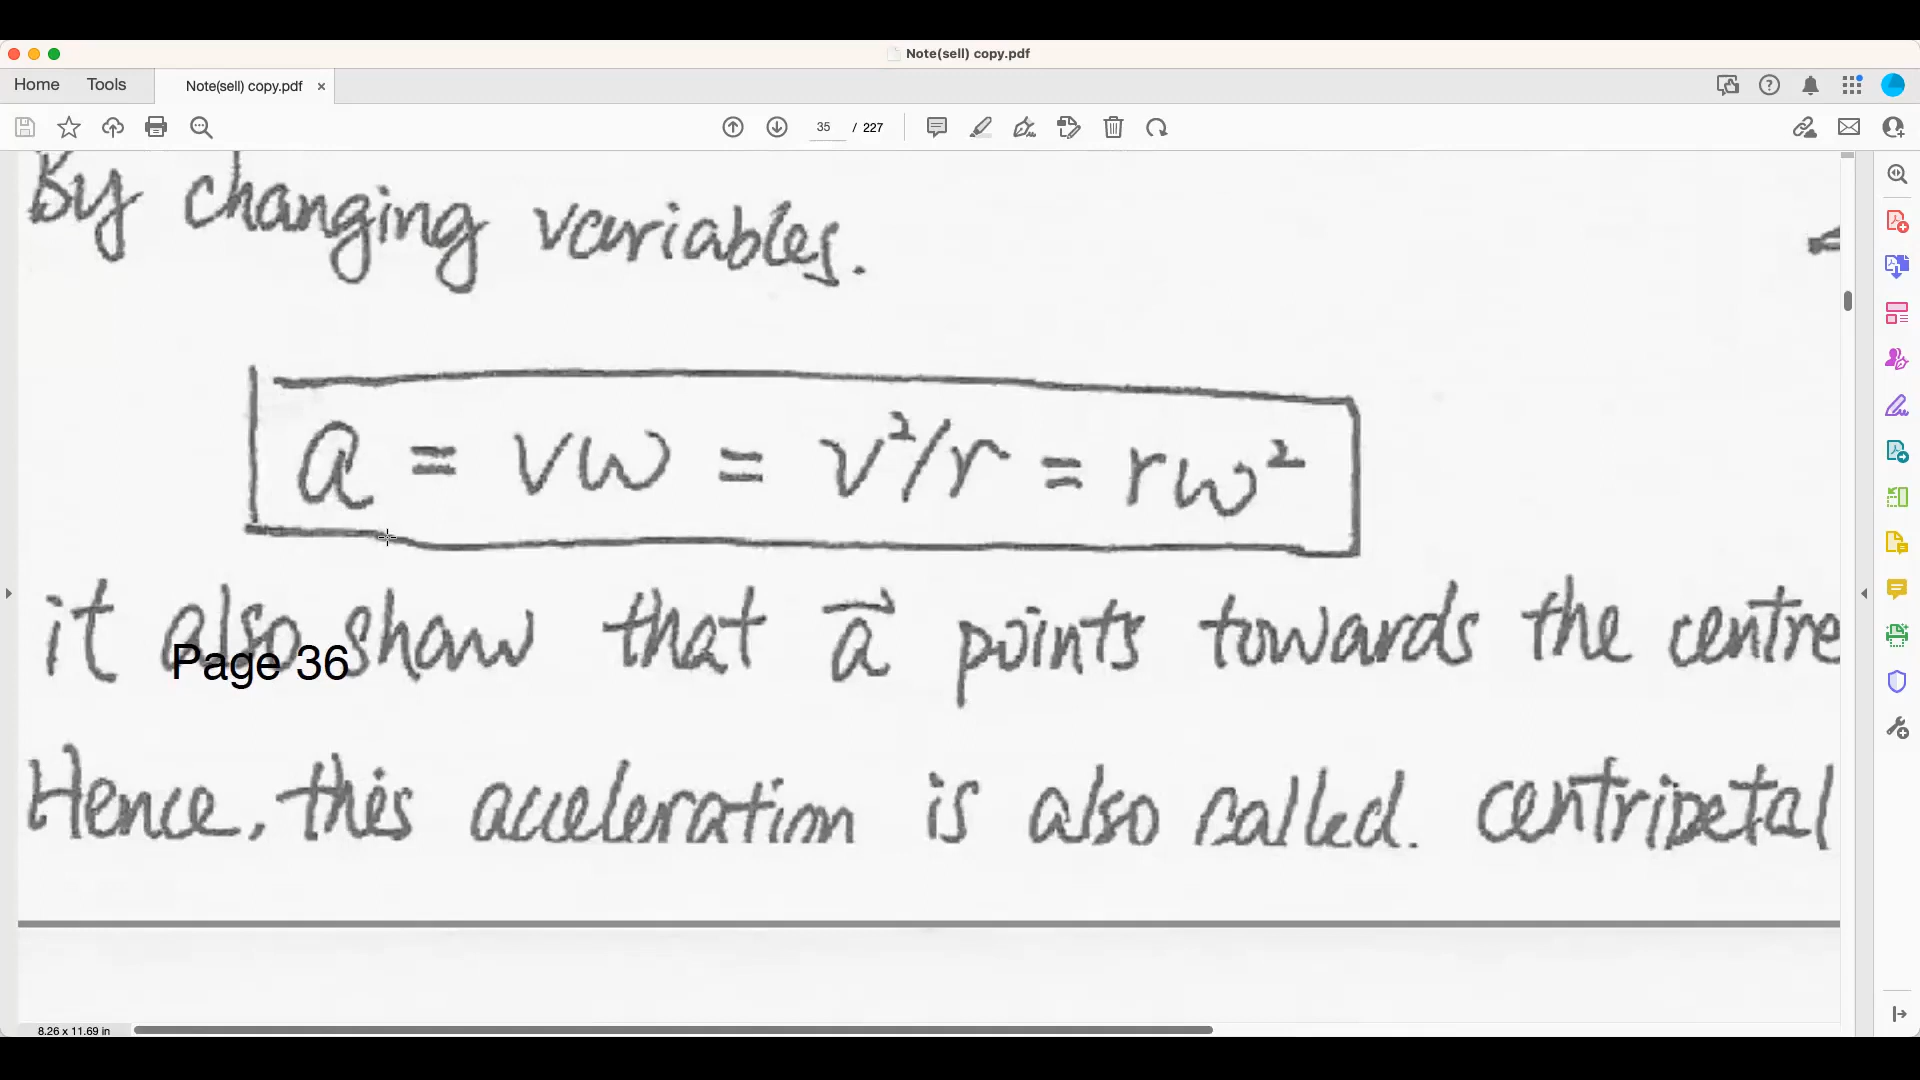 Note(sell) copy.pdf
Home Tools Note(sell) copy.pdf ×
35 / 227
By changing variables.
a = vw = v²/r = rw²
it also show that a⃗ points towards the centre
Page 36
Hence, this acceleration is also called. centripetal
8.26 x 11.69 in